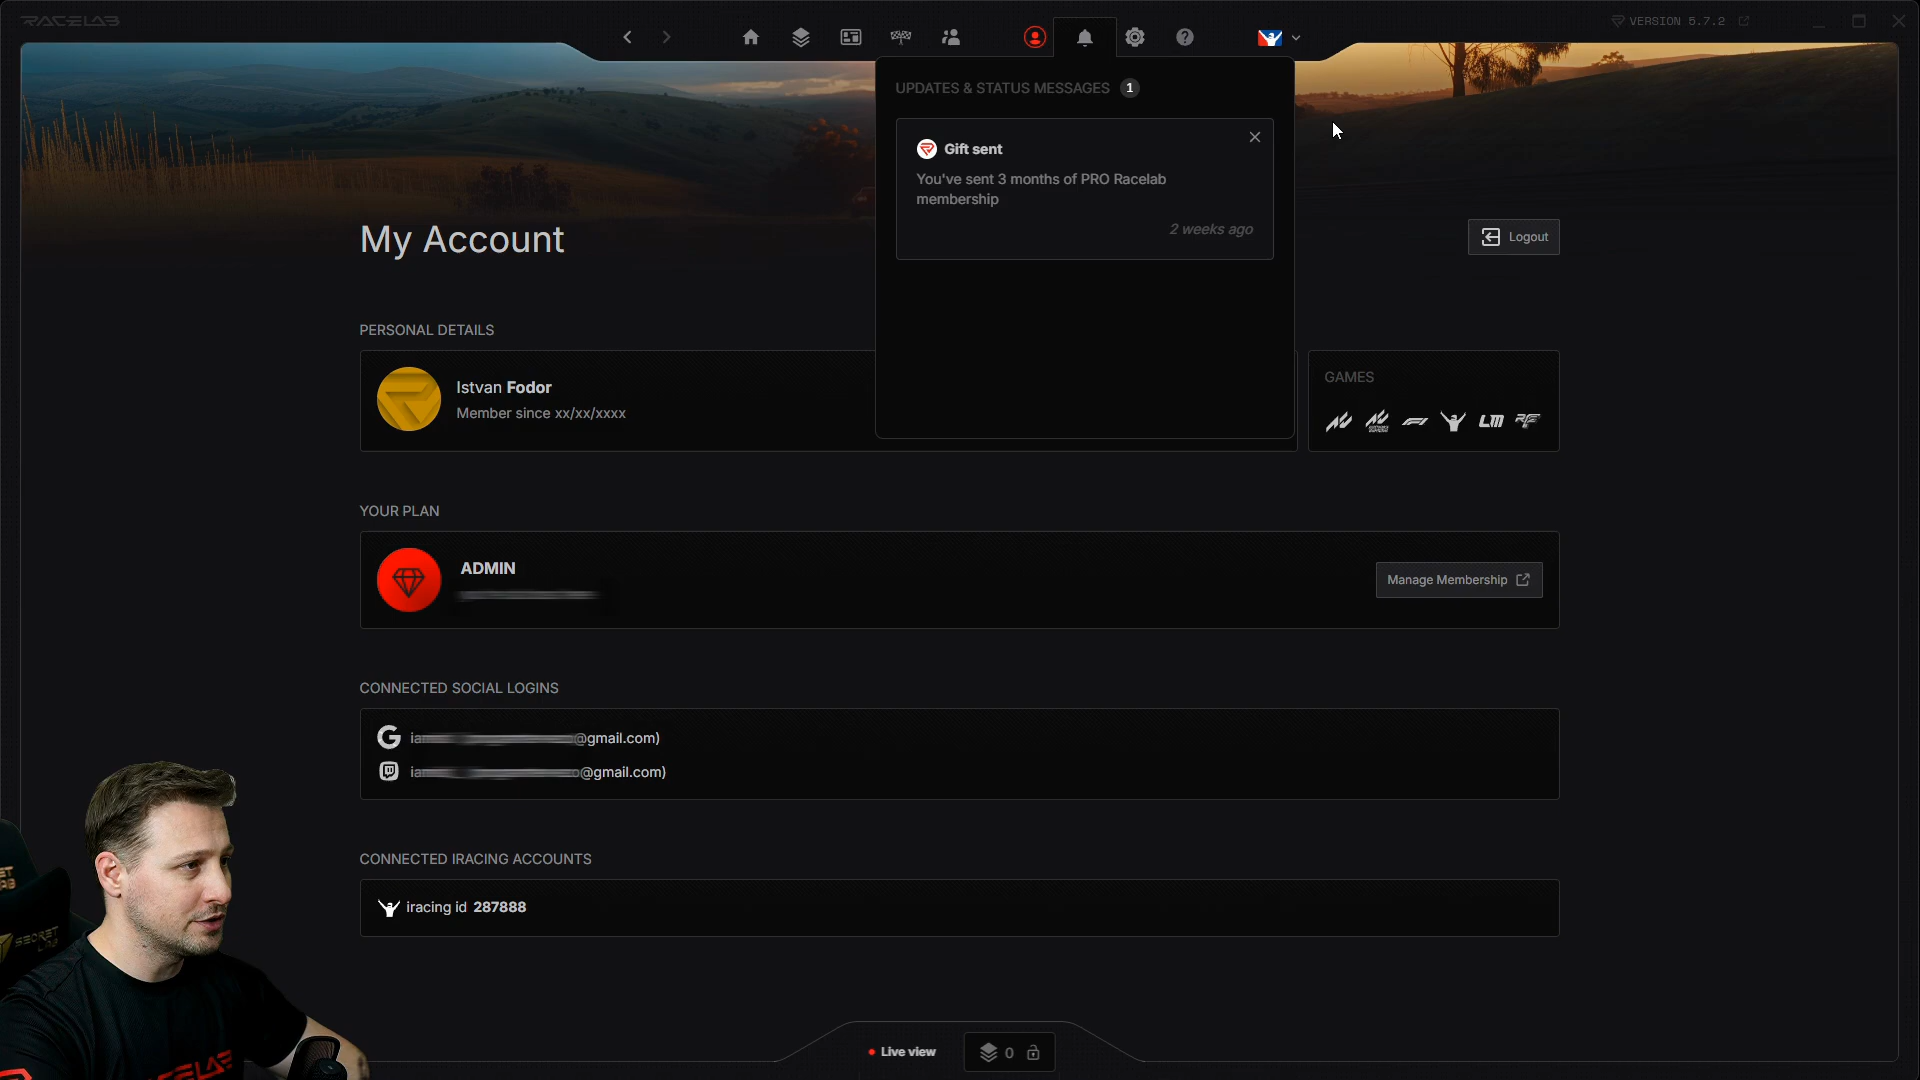 RACELAB
VERSION 5.7.2
UPDATES & STATUS MESSAGES 1
Gift sent
You've sent 3 months of PRO Racelab
membership
2 weeks ago
My Account
Logout
PERSONAL DETAILS
Istvan Fodor
Member since xx/xx/xxxx
GAMES
LM
YOUR PLAN
ADMIN
Manage Membership
CONNECTED SOCIAL LOGINS
@gmail.com)
@gmail.com)
CONNECTED IRACING ACCOUNTS
iracing id 287888
SECRET
LAB
RACELAB
Live view
0